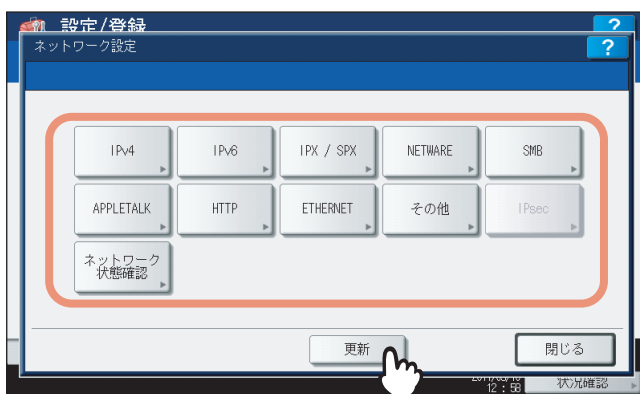 設定/登録
?
ネットワーク設定
?
IPv4
IPv6
IPX / SPX
NETWARE
SMB
APPLETALK
HTTP
ETHERNET
その他
IPsec
ネットワーク
状態確認
更新
閉じる
12:58
状況確認